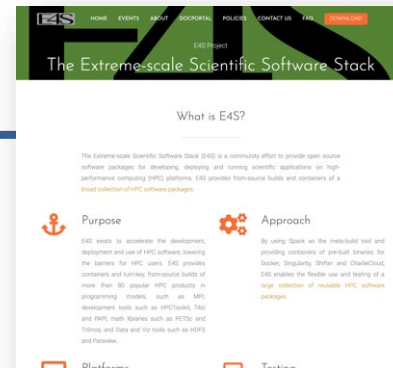 E4S HOME EVENTS ABOUT DOCPORTAL POLICIES CONTACT US FAQ DOWNLOAD
E4S Project
The Extreme-scale Scientific Software Stack
What is E4S?
The Extreme-scale Scientific Software Stack (E4S) is a community effort to provide open source
software packages for developing, deploying and running scientific applications on high-
performance computing (HPC) platforms. E4S provides from-source builds and containers of a
broad collection of HPC software packages.
Purpose
E4S exists to accelerate the development,
deployment and use of HPC software, lowering
the barriers for HPC users. E4S provides
containers and turn-key, from-source builds of
more than 80 popular HPC products in
programming models, such as MPI;
development tools such as HPCToolkit, TAU
and PAPI; math libraries such as PETSc and
Trilinos; and Data and Viz tools such as HDF5
and Paraview.
Approach
By using Spack as the meta-build tool and
providing containers of pre-built binaries for
Docker, Singularity, Shifter and CharlieCloud,
E4S enables the flexible use and testing of a
large collection of reusable HPC software
packages.
Platforms
Testing